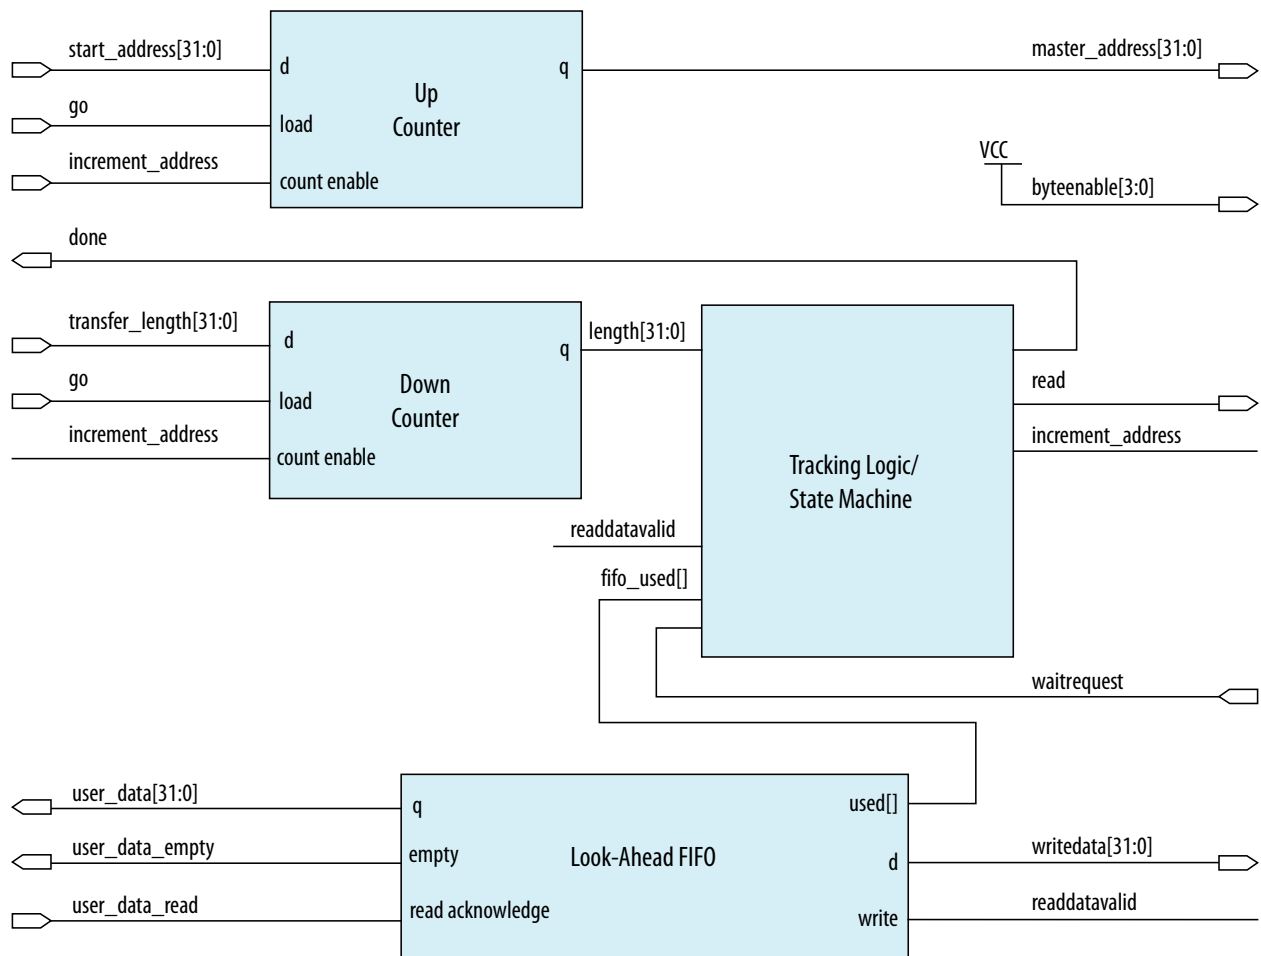 start_address[31:0]
master_address[31:0]
d
q
Up
Counter
go
load
increment_address
count enable
VCC
byteenable[3:0]
done
transfer_length[31:0]
d
q
length[31:0]
go
load
Down
Counter
read
increment_address
count enable
increment_address
Tracking Logic/
State Machine
readdatavalid
fifo_used[]
waitrequest
user_data[31:0]
q
used[]
user_data_empty
empty
Look-Ahead FIFO
d
writedata[31:0]
user_data_read
read acknowledge
write
readdatavalid